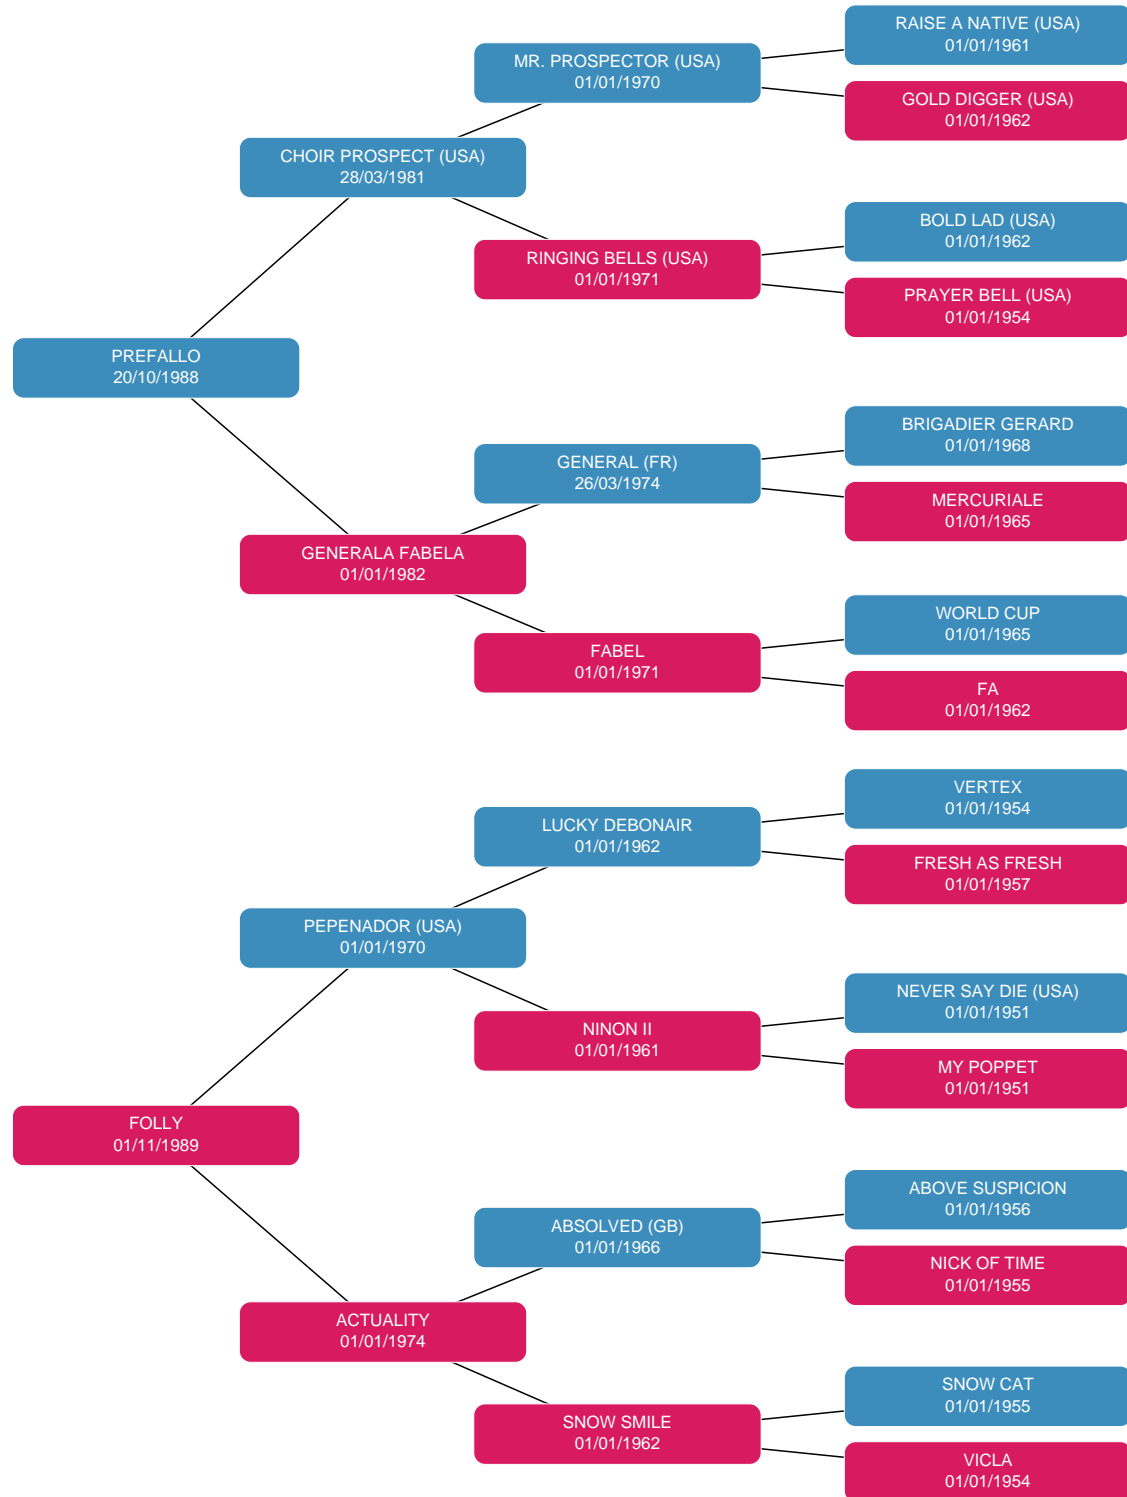 RAISE A NATIVE (USA)
01/01/1961
MR. PROSPECTOR (USA)
01/01/1970
GOLD DIGGER (USA)
01/01/1962
CHOIR PROSPECT (USA)
28/03/1981
BOLD LAD (USA)
01/01/1962
RINGING BELLS (USA)
01/01/1971
PRAYER BELL (USA)
01/01/1954
PREFALLO
20/10/1988
BRIGADIER GERARD
01/01/1968
GENERAL (FR)
26/03/1974
MERCURIALE
01/01/1965
GENERALA FABELA
01/01/1982
WORLD CUP
01/01/1965
FABEL
01/01/1971
FA
01/01/1962
VERTEX
01/01/1954
LUCKY DEBONAIR
01/01/1962
FRESH AS FRESH
01/01/1957
PEPENADOR (USA)
01/01/1970
NEVER SAY DIE (USA)
01/01/1951
NINON II
01/01/1961
MY POPPET
01/01/1951
FOLLY
01/11/1989
ABOVE SUSPICION
01/01/1956
ABSOLVED (GB)
01/01/1966
NICK OF TIME
01/01/1955
ACTUALITY
01/01/1974
SNOW CAT
01/01/1955
SNOW SMILE
01/01/1962
VICLA
01/01/1954